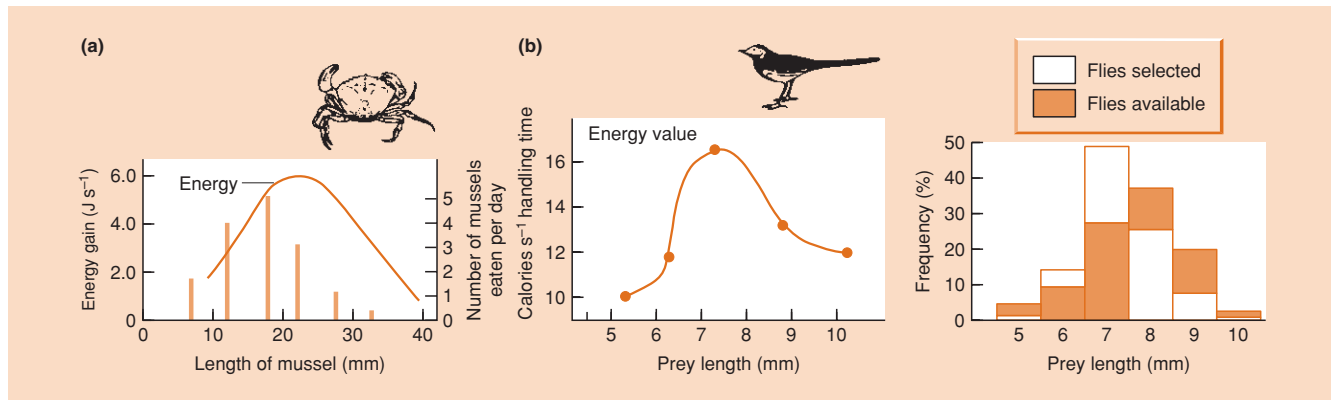 (a)
Energy
6.0
4.0
2.0
0
Energy gain (J s⁻¹)
5
4
3
2
1
0
Number of mussels
eaten per day
0 10 20 30 40
Length of mussel (mm)
(b)
Energy value
16
14
12
10
Calories s⁻¹ handling time
5 6 7 8 9 10
Prey length (mm)
Flies selected
Flies available
50
40
30
20
10
0
Frequency (%)
5 6 7 8 9 10
Prey length (mm)